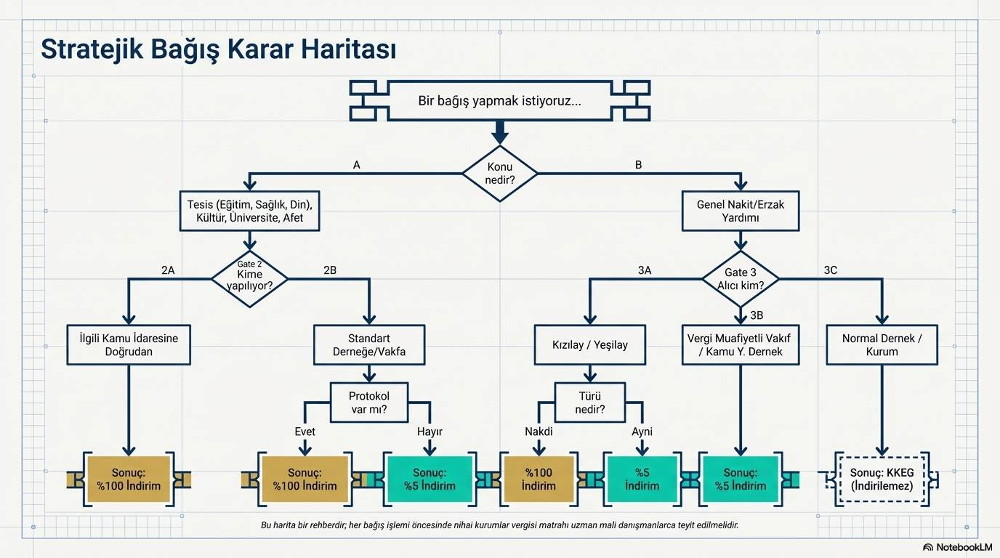 Stratejik Bağış Karar Haritası
Bir bağış yapmak istiyoruz...
Konu
nedir?
A
B
Tesis (Eğitim, Sağlık, Din),
Kültür, Üniversite, Afet
Genel Nakit/Erzak
Yardımı
Gate 2
Kime
yapılıyor?
2A
2B
Gate 3
Alıcı kim?
3A
3B
3C
İlgili Kamu İdaresine
Doğrudan
Standart
Derneğe/Vakfa
Kızılay / Yeşilay
Vergi Muafiyetli Vakıf
/ Kamu Y. Dernek
Normal Dernek /
Kurum
Protokol
var mı?
Evet
Hayır
Türü
nedir?
Nakdi
Ayni
Sonuç:
%100 İndirim
Sonuç:
%100 İndirim
Sonuç:
%5 İndirim
%100
İndirim
%5
İndirim
Sonuç:
%5 İndirim
Sonuç: KKEG
(İndirilemez)
Bu harita bir rehberdir; her bağış işlemi öncesinde nihai kurumlar vergisi matrahı uzman mali danışmanlarca teyit edilmelidir.
NotebookLM